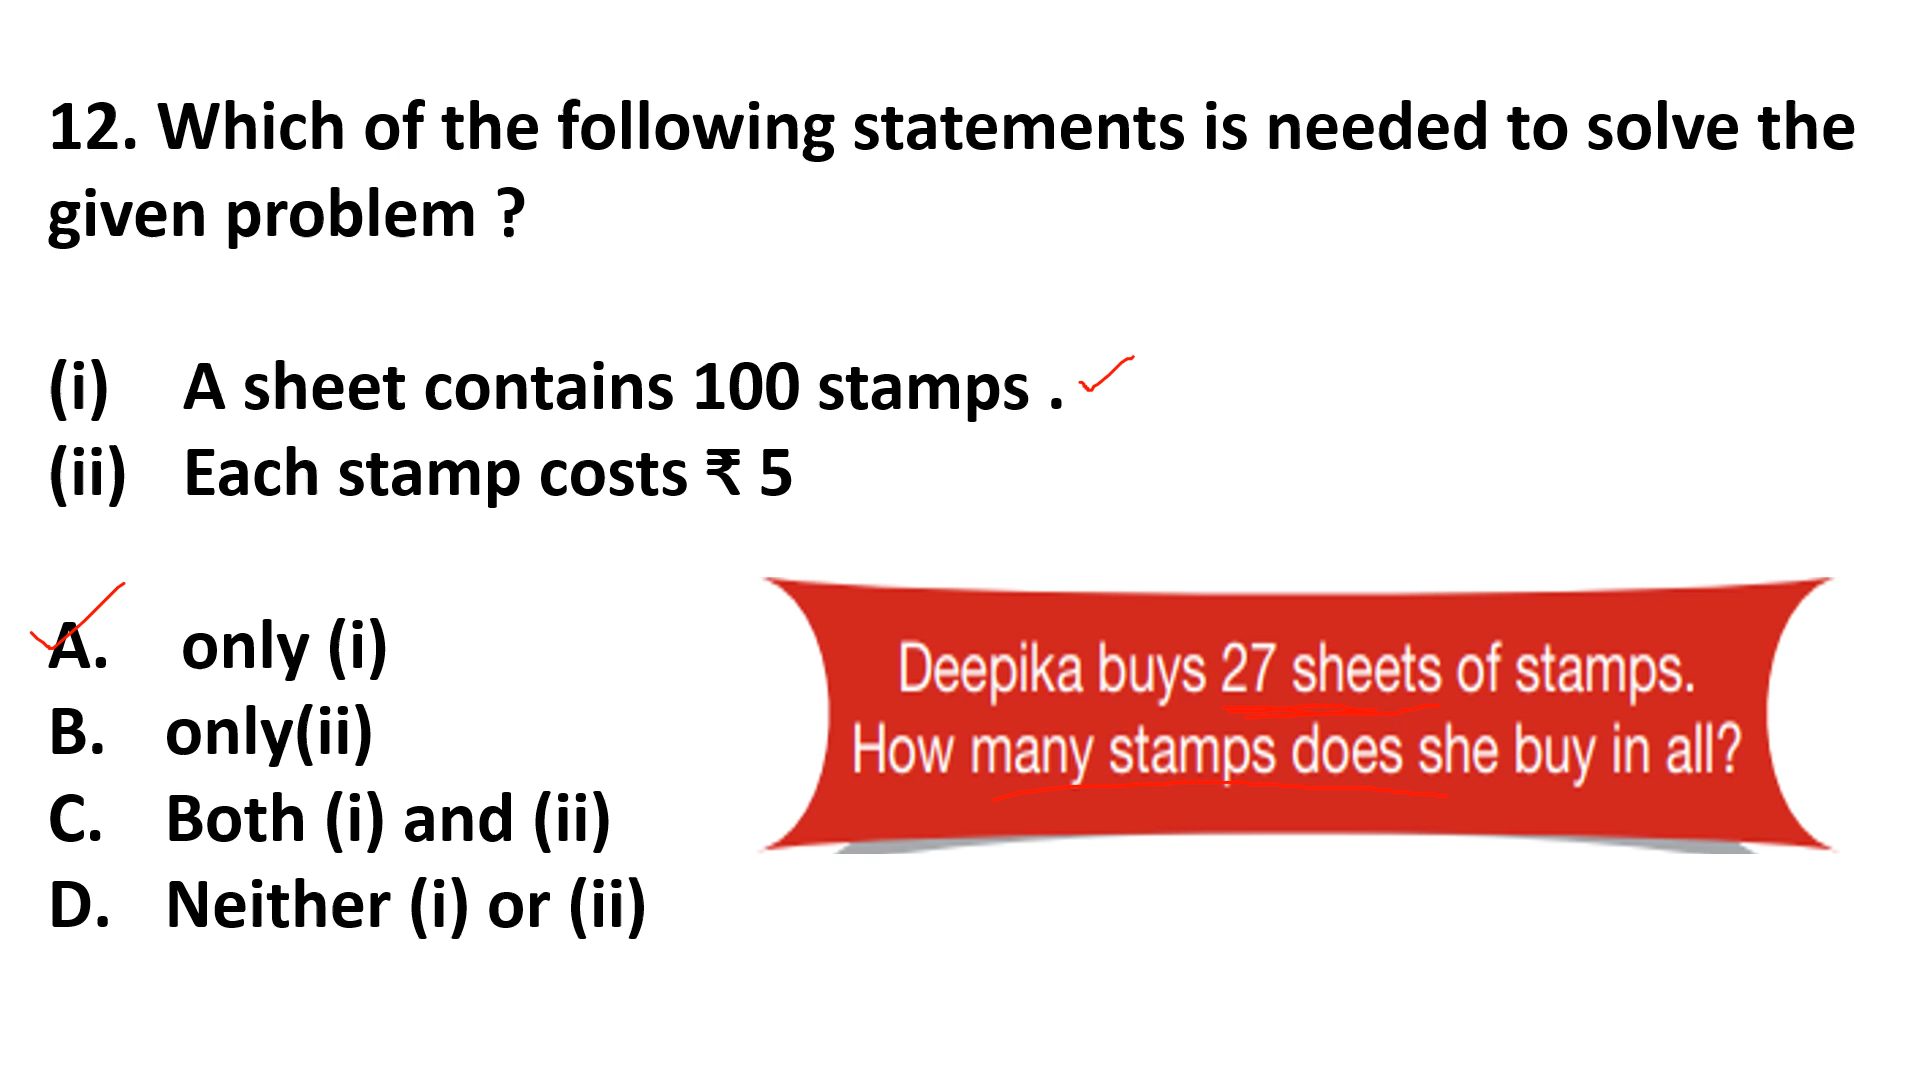 12. Which of the following statements is needed to solve the
given problem ?
(i) A sheet contains 100 stamps .
(ii) Each stamp costs ₹ 5
A. only (i)
B. only(ii)
C. Both (i) and (ii)
D. Neither (i) or (ii)
Deepika buys 27 sheets of stamps.
How many stamps does she buy in all?